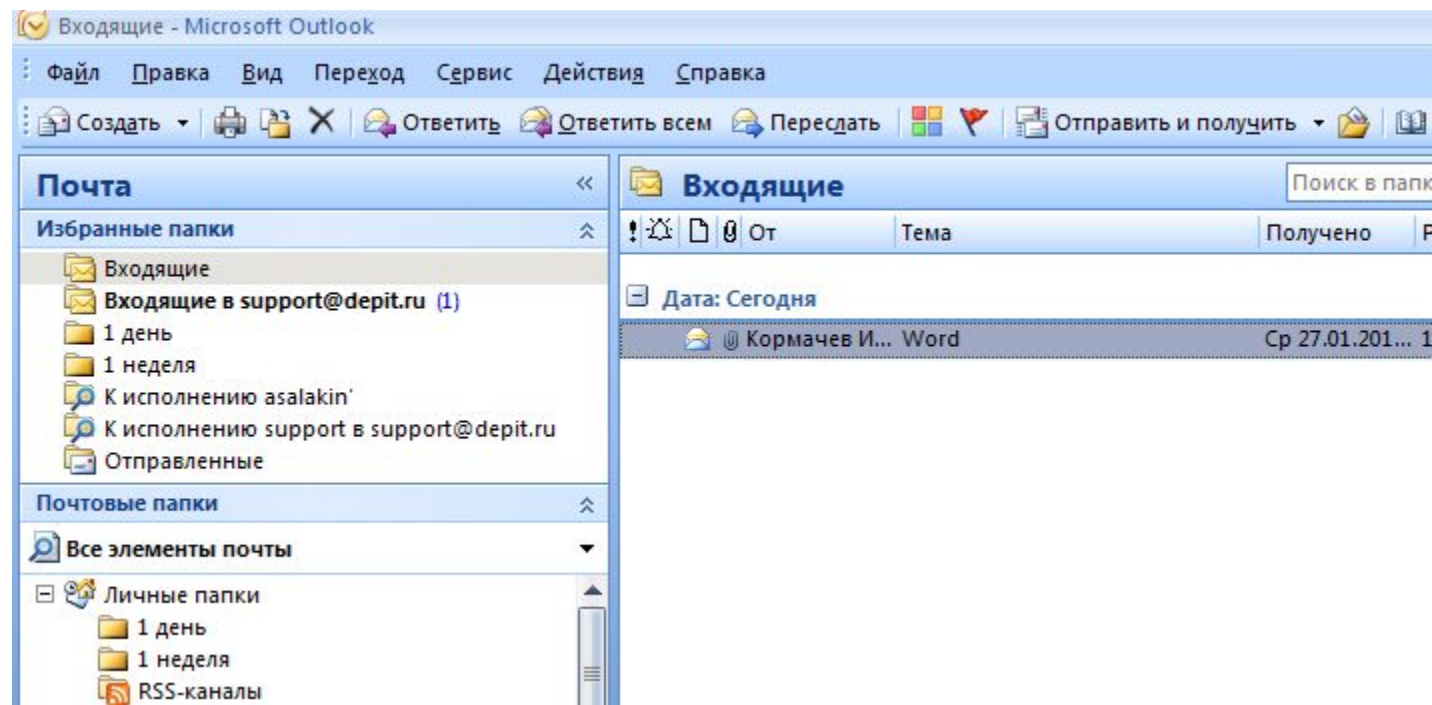 Входящие - Microsoft Outlook
Файл Правка Вид Переход Сервис Действия Справка
Создать Ответить Ответить всем Переслать Отправить и получить
Почта
Избранные папки
Входящие
Входящие в support@depit.ru (1)
1 день
1 неделя
К исполнению asalakin'
К исполнению support в support@depit.ru
Отправленные
Почтовые папки
Все элементы почты
Личные папки
1 день
1 неделя
RSS-каналы
Входящие Поиск в
От Тема Получено
Дата: Сегодня
Кормачев И... Word Ср 27.01.201...